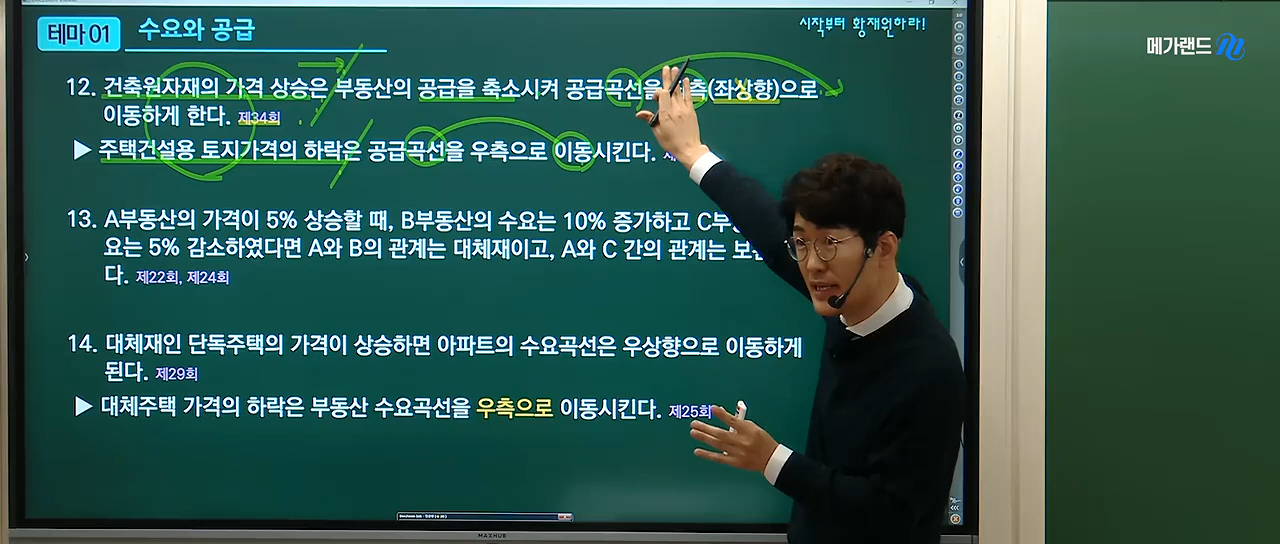 테마 01 수요와 공급
시작부터 황재원하라!
메가랜드
12. 건축원자재의 가격 상승은 부동산의 공급을 축소시켜 공급곡선을 측(좌상향)으로
이동하게 한다. 제34회
▶ 주택건설용 토지가격의 하락은 공급곡선을 우측으로 이동시킨다.
13. A부동산의 가격이 5% 상승할 때, B부동산의 수요는 10% 증가하고
요는 5% 감소하였다면 A와 B의 관계는 대체재이고, A와 C 간의 관계는
다. 제22회, 제24회
14. 대체재인 단독주택의 가격이 상승하면 아파트의 수요곡선은 우상향으로 이동하게
된다. 제29회
▶ 대체주택 가격의 하락은 부동산 수요곡선을 우측으로 이동시킨다. 제25회
MAXHUB